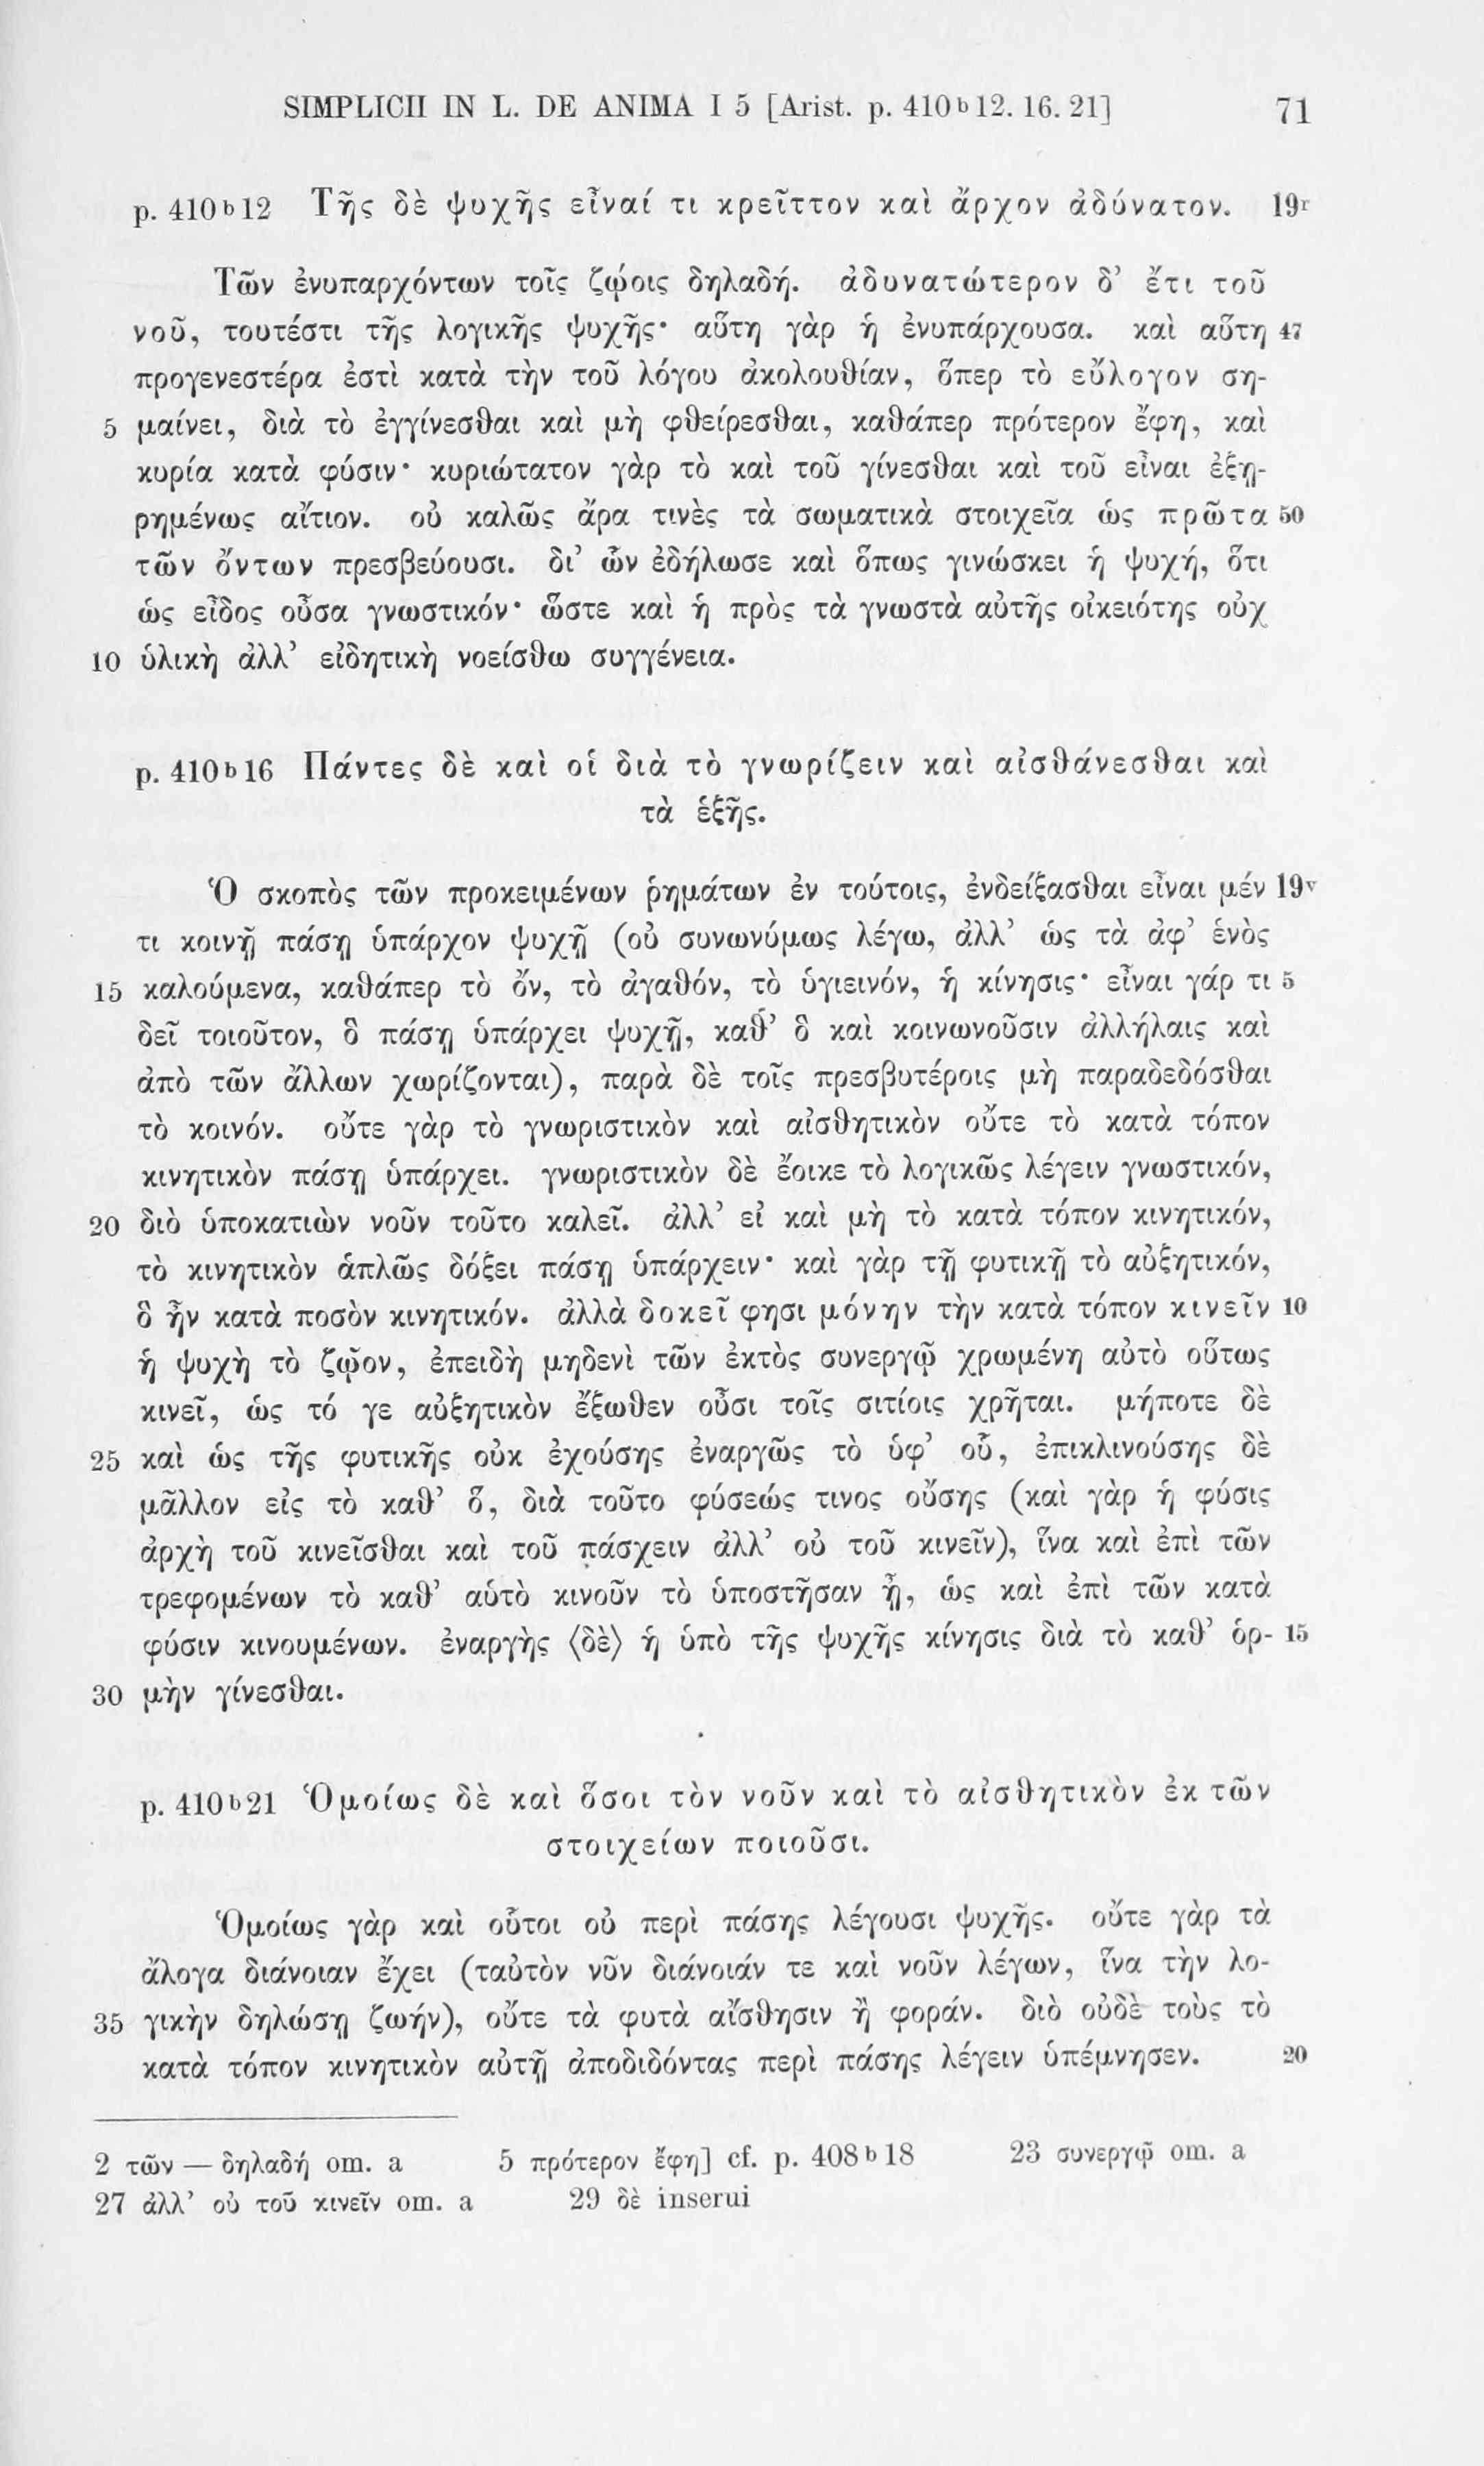 SIMPLICII IN L. DE ANIMA I 5 [Arist. p. 410 b 12. 16. 21] 71
p. 410 b 12 Τῆς δὲ ψυχῆς εἶναί τι κρεῖττον καὶ ἄρχον ἀδύνατον. 19r
Τῶν ἐνυπαρχόντων τοῖς ζῴοις δηλαδή. ἀδυνατώτερον δ’ ἔτι τοῦ
νοῦ, τουτέστι τῆς λογικῆς ψυχῆς· αὕτη γὰρ ἡ ἐνυπάρχουσα. καὶ αὕτη 47
προγενεστέρα ἐστὶ κατὰ τὴν τοῦ λόγου ἀκολουθίαν, ὅπερ τὸ εὔλογον ση-
5 μαίνει, διὰ τὸ ἐγγίνεσθαι καὶ μὴ φθείρεσθαι, καθάπερ πρότερον ἔφη, καὶ
κυρία κατὰ φύσιν· κυριώτατον γὰρ τὸ καὶ τοῦ γίνεσθαι καὶ τοῦ εἶναι ἐξῃ-
ρημένως αἴτιον. οὐ καλῶς ἄρα τινὲς τὰ σωματικὰ στοιχεῖα ὡς πρῶτα 50
τῶν ὄντων πρεσβεύουσι. δι’ ὧν ἐδήλωσε καὶ ὅπως γινώσκει ἡ ψυχή, ὅτι
ὡς εἶδος οὖσα γνωστικόν· ὥστε καὶ ἡ πρὸς τὰ γνωστὰ αὐτῆς οἰκειότης οὐχ
10 ὑλικὴ ἀλλ’ εἰδητικὴ νοείσθω συγγένεια.
p. 410 b 16 Πάντες δὲ καὶ οἱ διὰ τὸ γνωρίζειν καὶ αἰσθάνεσθαι καὶ
τὰ ἑξῆς.
Ὁ σκοπὸς τῶν προκειμένων ῥημάτων ἐν τούτοις, ἐνδείξασθαι εἶναι μέν 19v
τι κοινῇ πάσῃ ὑπάρχον ψυχῇ (οὐ συνωνύμως λέγω, ἀλλ’ ὡς τὰ ἀφ’ ἑνὸς
15 καλούμενα, καθάπερ τὸ ὄν, τὸ ἀγαθόν, τὸ ὑγιεινόν, ἡ κίνησις· εἶναι γάρ τι 5
δεῖ τοιοῦτον, ὃ πάσῃ ὑπάρχει ψυχῇ, καθ’ ὃ καὶ κοινωνοῦσιν ἀλλήλαις καὶ
ἀπὸ τῶν ἄλλων χωρίζονται), παρὰ δὲ τοῖς πρεσβυτέροις μὴ παραδεδόσθαι
τὸ κοινόν. οὔτε γὰρ τὸ γνωριστικὸν καὶ αἰσθητικὸν οὔτε τὸ κατὰ τόπον
κινητικὸν πάσῃ ὑπάρχει. γνωριστικὸν δὲ ἔοικε τὸ λογικῶς λέγειν γνωστικόν,
20 διὸ ὑποκατιὼν νοῦν τοῦτο καλεῖ. ἀλλ’ εἰ καὶ μὴ τὸ κατὰ τόπον κινητικόν,
τὸ κινητικὸν ἁπλῶς δόξει πάσῃ ὑπάρχειν· καὶ γὰρ τῇ φυτικῇ τὸ αὐξητικόν,
ὃ ἦν κατὰ ποσὸν κινητικόν. ἀλλὰ δοκεῖ φησι μόνην τὴν κατὰ τόπον κινεῖν 10
ἡ ψυχὴ τὸ ζῷον, ἐπειδὴ μηδενὶ τῶν ἐκτὸς συνεργῷ χρωμένη αὐτὸ οὕτως
κινεῖ, ὡς τό γε αὐξητικὸν ἔξωθεν οὖσι τοῖς σιτίοις χρῆται. μήποτε δὲ
25 καὶ ὡς τῆς φυτικῆς οὐκ ἐχούσης ἐναργῶς τὸ ὑφ’ οὗ, ἐπικλινούσης δὲ
μᾶλλον εἰς τὸ καθ’ ὅ, διὰ τοῦτο φύσεώς τινος οὔσης (καὶ γὰρ ἡ φύσις
ἀρχὴ τοῦ κινεῖσθαι καὶ τοῦ πάσχειν ἀλλ’ οὐ τοῦ κινεῖν), ἵνα καὶ ἐπὶ τῶν
τρεφομένων τὸ καθ’ αὑτὸ κινοῦν τὸ ὑποστῆσαν ᾖ, ὡς καὶ ἐπὶ τῶν κατὰ
φύσιν κινουμένων. ἐναργὴς ⟨δὲ⟩ ἡ ὑπὸ τῆς ψυχῆς κίνησις διὰ τὸ καθ’ ὁρ- 15
30 μὴν γίνεσθαι.
p. 410 b 21 Ὁμοίως δὲ καὶ ὅσοι τὸν νοῦν καὶ τὸ αἰσθητικὸν ἐκ τῶν
στοιχείων ποιοῦσι.
Ὁμοίως γὰρ καὶ οὗτοι οὐ περὶ πάσης λέγουσι ψυχῆς. οὔτε γὰρ τὰ
ἄλογα διάνοιαν ἔχει (ταὐτὸν νῦν διάνοιάν τε καὶ νοῦν λέγων, ἵνα τὴν λο-
35 γικὴν δηλώσῃ ζωήν), οὔτε τὰ φυτὰ αἴσθησιν ἢ φοράν. διὸ οὐδὲ τοὺς τὸ
κατὰ τόπον κινητικὸν αὐτῇ ἀποδιδόντας περὶ πάσης λέγειν ὑπέμνησεν. 20
2 τῶν — δηλαδή om. a 5 πρότερον ἔφη] cf. p. 408 b 18 23 συνεργῷ om. a
27 ἀλλ’ οὐ τοῦ κινεῖν om. a 29 δὲ inserui